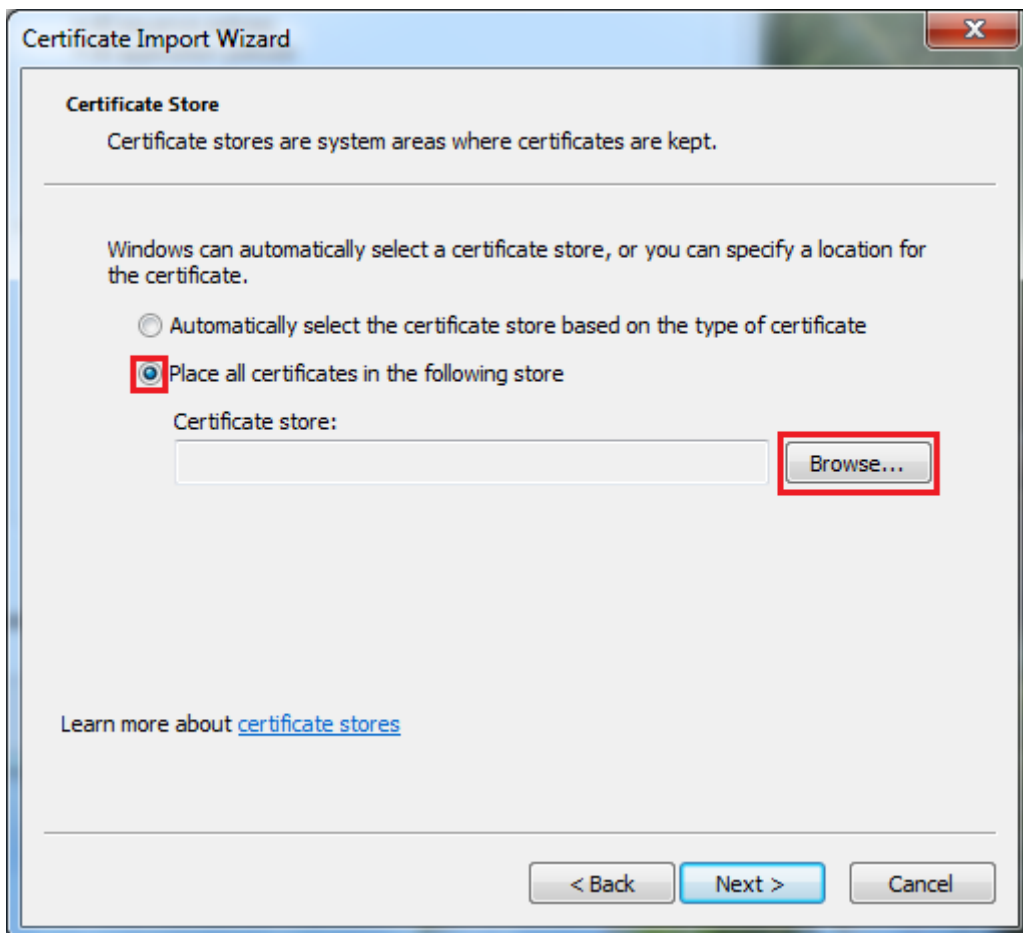 Certificate Import Wizard
Certificate Store
Certificate stores are system areas where certificates are kept.
Windows can automatically select a certificate store, or you can specify a location for
the certificate.
Automatically select the certificate store based on the type of certificate
Place all certificates in the following store
Certificate store:
Browse...
Learn more about certificate stores
< Back Next > Cancel